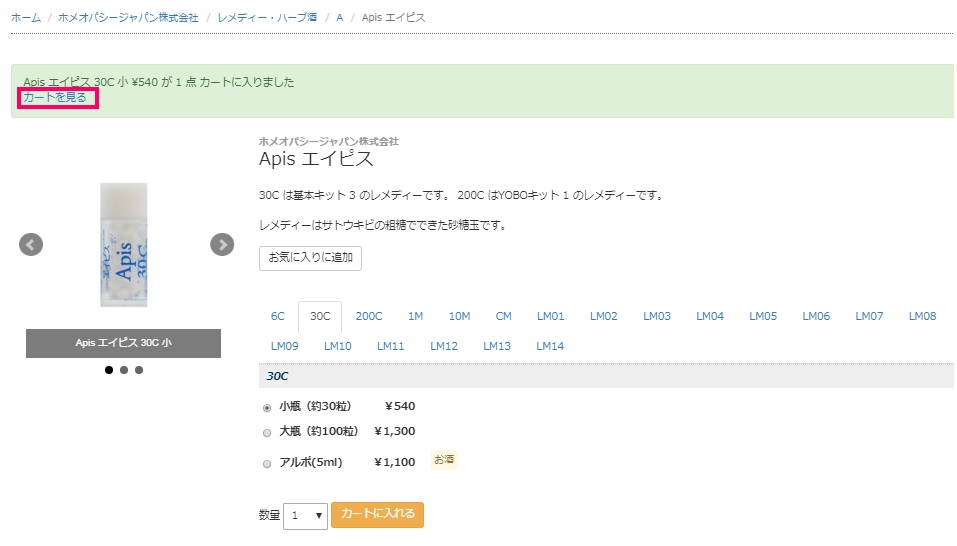 ホーム / ホメオパシージャパン株式会社 / レメディー・ハーブ酒 / A / Apis エイピス
Apis エイピス 30C 小 ¥540 が 1 点 カートに入りました
カートを見る
ホメオパシージャパン株式会社
Apis エイピス
30C は基本キット 3 のレメディーです。 200C はYOBOキット 1 のレメディーです。
レメディーはサトウキビの粗糖でできた砂糖玉です。
お気に入りに追加
エイピス
Apis
30C
Apis エイピス 30C 小
6C 30C 200C 1M 10M CM LM01 LM02 LM03 LM04 LM05 LM06 LM07 LM08
LM09 LM10 LM11 LM12 LM13 LM14
30C
小瓶（約30粒） ¥540
大瓶（約100粒） ¥1,300
アルポ(5ml) ¥1,100 お酒
数量 1 カートに入れる